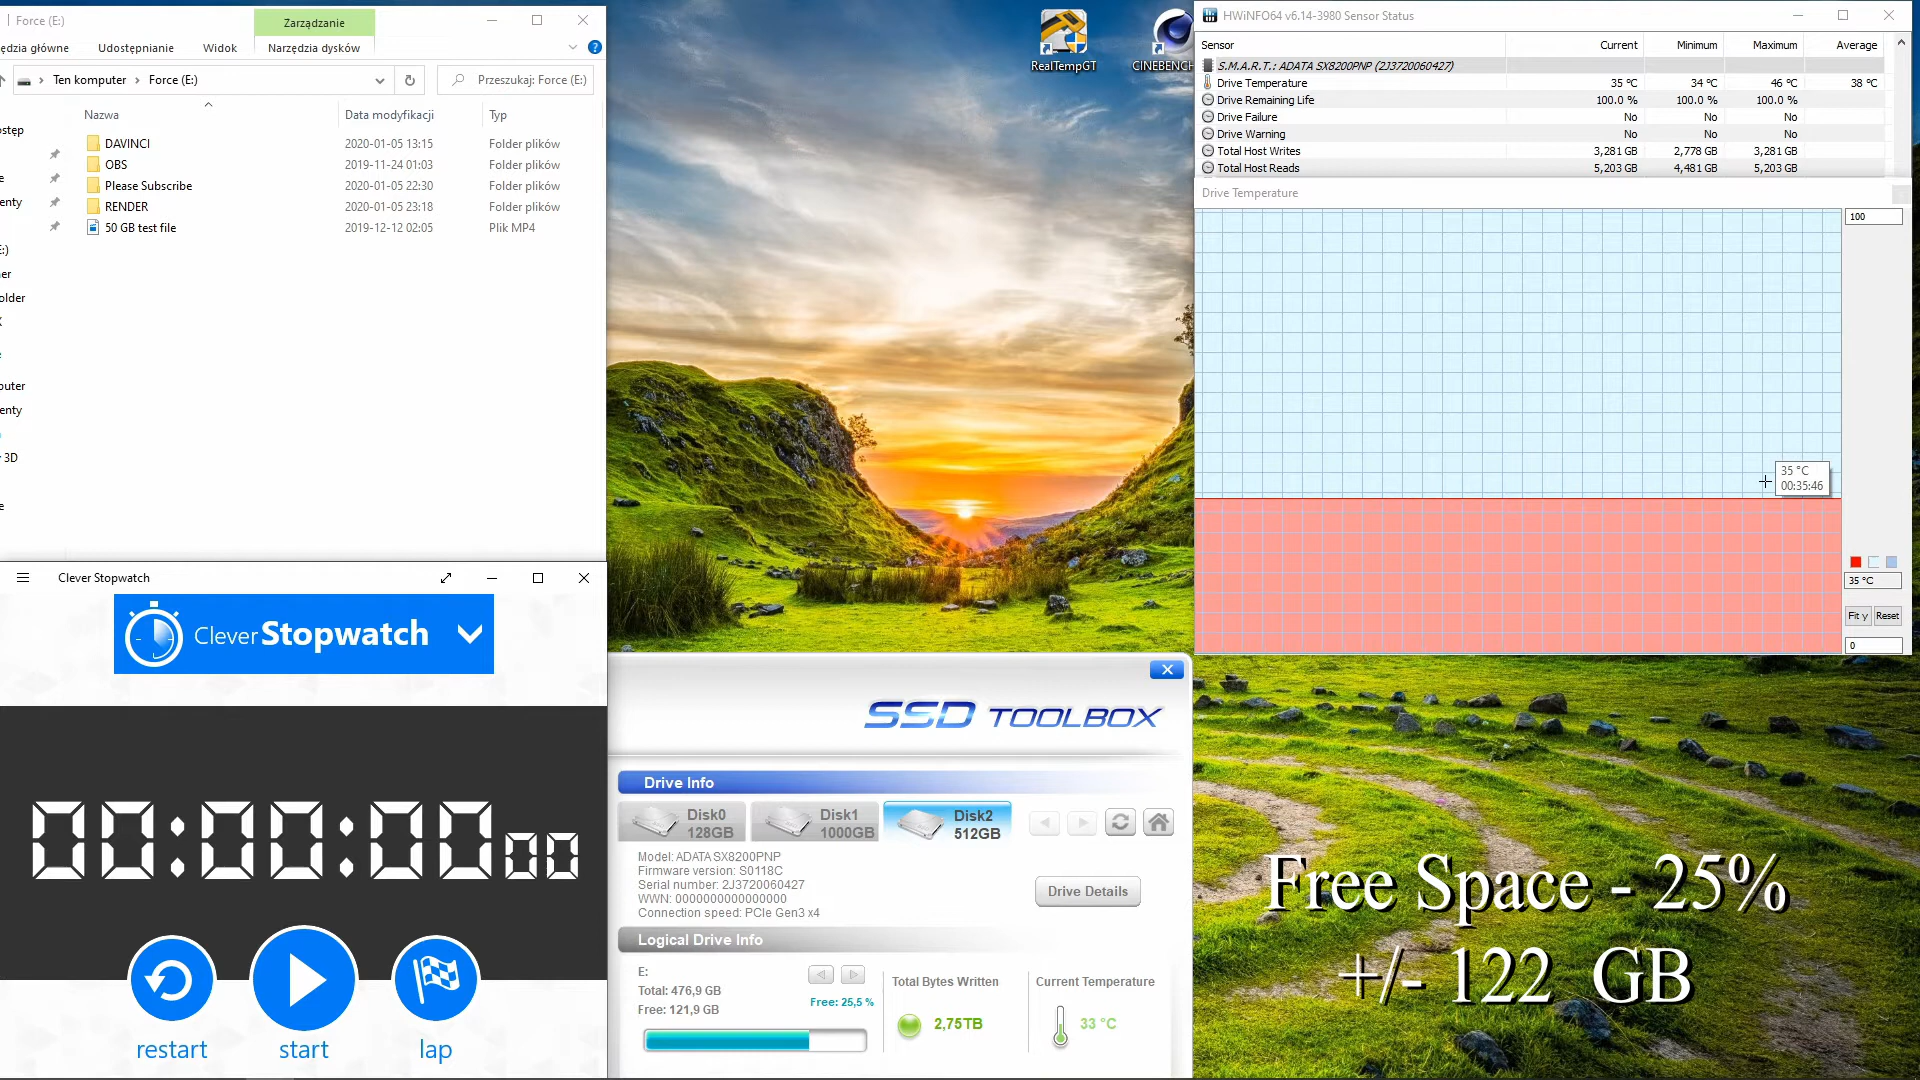 Force (E:)
Zarządzanie
Udostępnianie
Widok
Narzędzia dysków
Ten komputer › Force (E:)
Przeszukaj: Force (E:)
Nazwa
Data modyfikacji
Typ
DAVINCI
2020-01-05 13:15
Folder plików
OBS
2019-11-24 01:03
Folder plików
Please Subscribe
2020-01-05 22:30
Folder plików
RENDER
2020-01-05 23:18
Folder plików
50 GB test file
2019-12-12 02:05
Plik MP4
RealTempGT
CINEBENCH
HWiNFO64 v6.14-3980 Sensor Status
Sensor Current Minimum Maximum Average
S.M.A.R.T.: ADATA SX8200PNP (2J3720060427)
Drive Temperature 35 °C 34 °C 46 °C 38 °C
Drive Remaining Life 100.0 % 100.0 % 100.0 %
Drive Failure No No No
Drive Warning No No No
Total Host Writes 3,281 GB 2,778 GB 3,281 GB
Total Host Reads 5,203 GB 4,481 GB 5,203 GB
Drive Temperature
100
35 °C
00:35:46
35 °C
Fit y Reset
0
Clever Stopwatch
Clever Stopwatch
00:00:00 00
restart
start
lap
SSD TOOLBOX
Drive Info
Disk0
128GB
Disk1
1000GB
Disk2
512GB
Model: ADATA SX8200PNP
Firmware version: S0118C
Serial number: 2J3720060427
WWN: 0000000000000000
Connection speed: PCIe Gen3 x4
Drive Details
Logical Drive Info
E:
Total: 476,9 GB
Free: 121,9 GB
Free: 25,5 %
Total Bytes Written
2,75TB
Current Temperature
33 °C
Free Space - 25%
+/- 122 GB